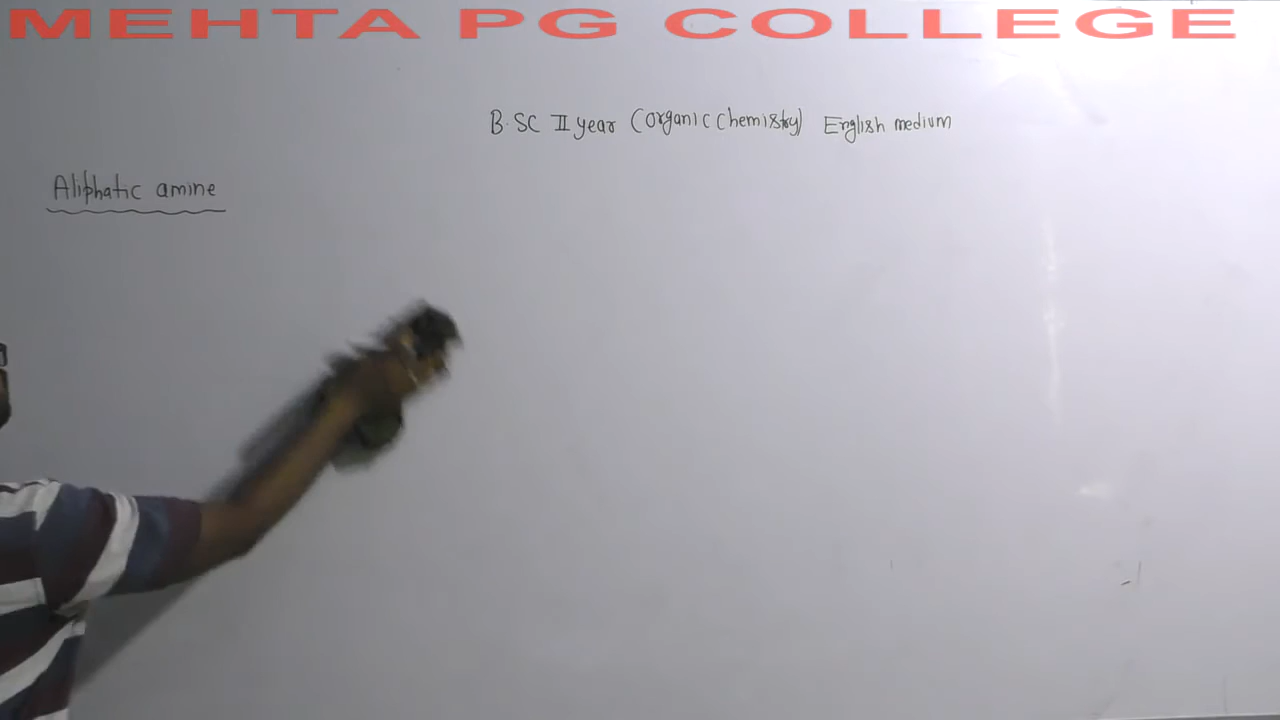 MEHTA PG COLLEGE
B.SC II year (Organic Chemistry) English medium
Aliphatic amine